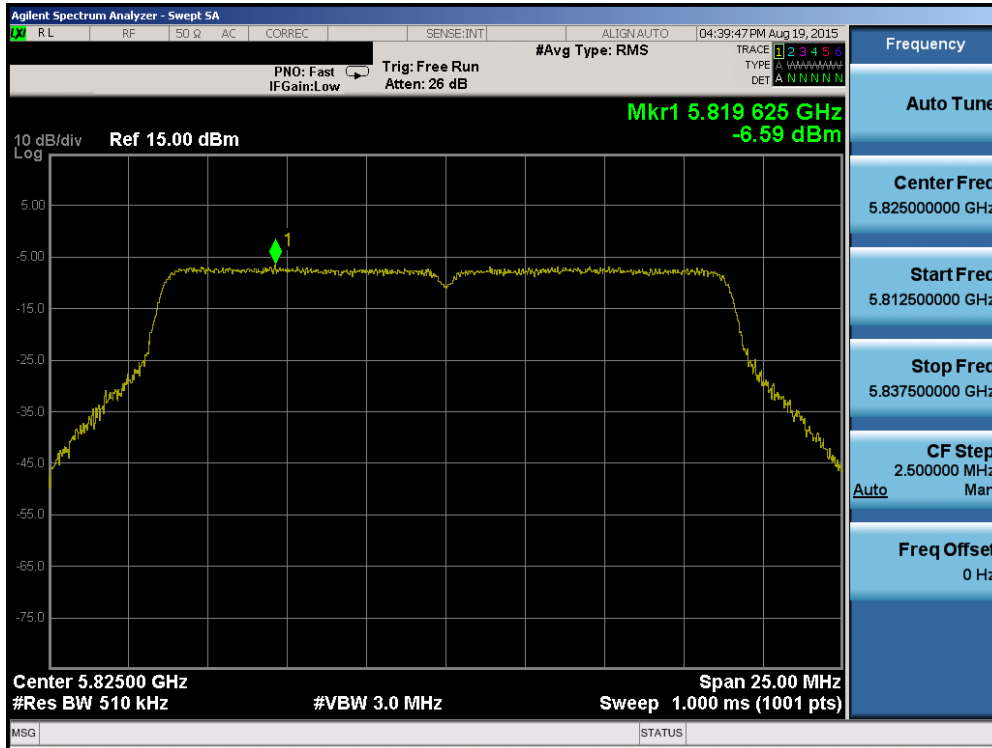 Agilent Spectrum Analyzer - Swept SA
LXI RL RF 50 Ω AC CORREC SENSE:INT ALIGN AUTO 04:39:47 PM Aug 19, 2015
#Avg Type: RMS TRACE 1 2 3 4 5 6
PNO: Fast Trig: Free Run TYPE A WWWWW
IFGain:Low Atten: 26 dB DET A N N N N N
Frequency
Mkr1 5.819 625 GHz
-6.59 dBm
10 dB/div Ref 15.00 dBm
Log
1
5.00
-5.00
-15.0
-25.0
-35.0
-45.0
-55.0
-65.0
-75.0
Center 5.82500 GHz Span 25.00 MHz
#Res BW 510 kHz #VBW 3.0 MHz Sweep 1.000 ms (1001 pts)
MSG STATUS
Auto Tune
Center Freq
5.825000000 GHz
Start Freq
5.812500000 GHz
Stop Freq
5.837500000 GHz
CF Step
2.500000 MHz
Auto Man
Freq Offset
0 Hz